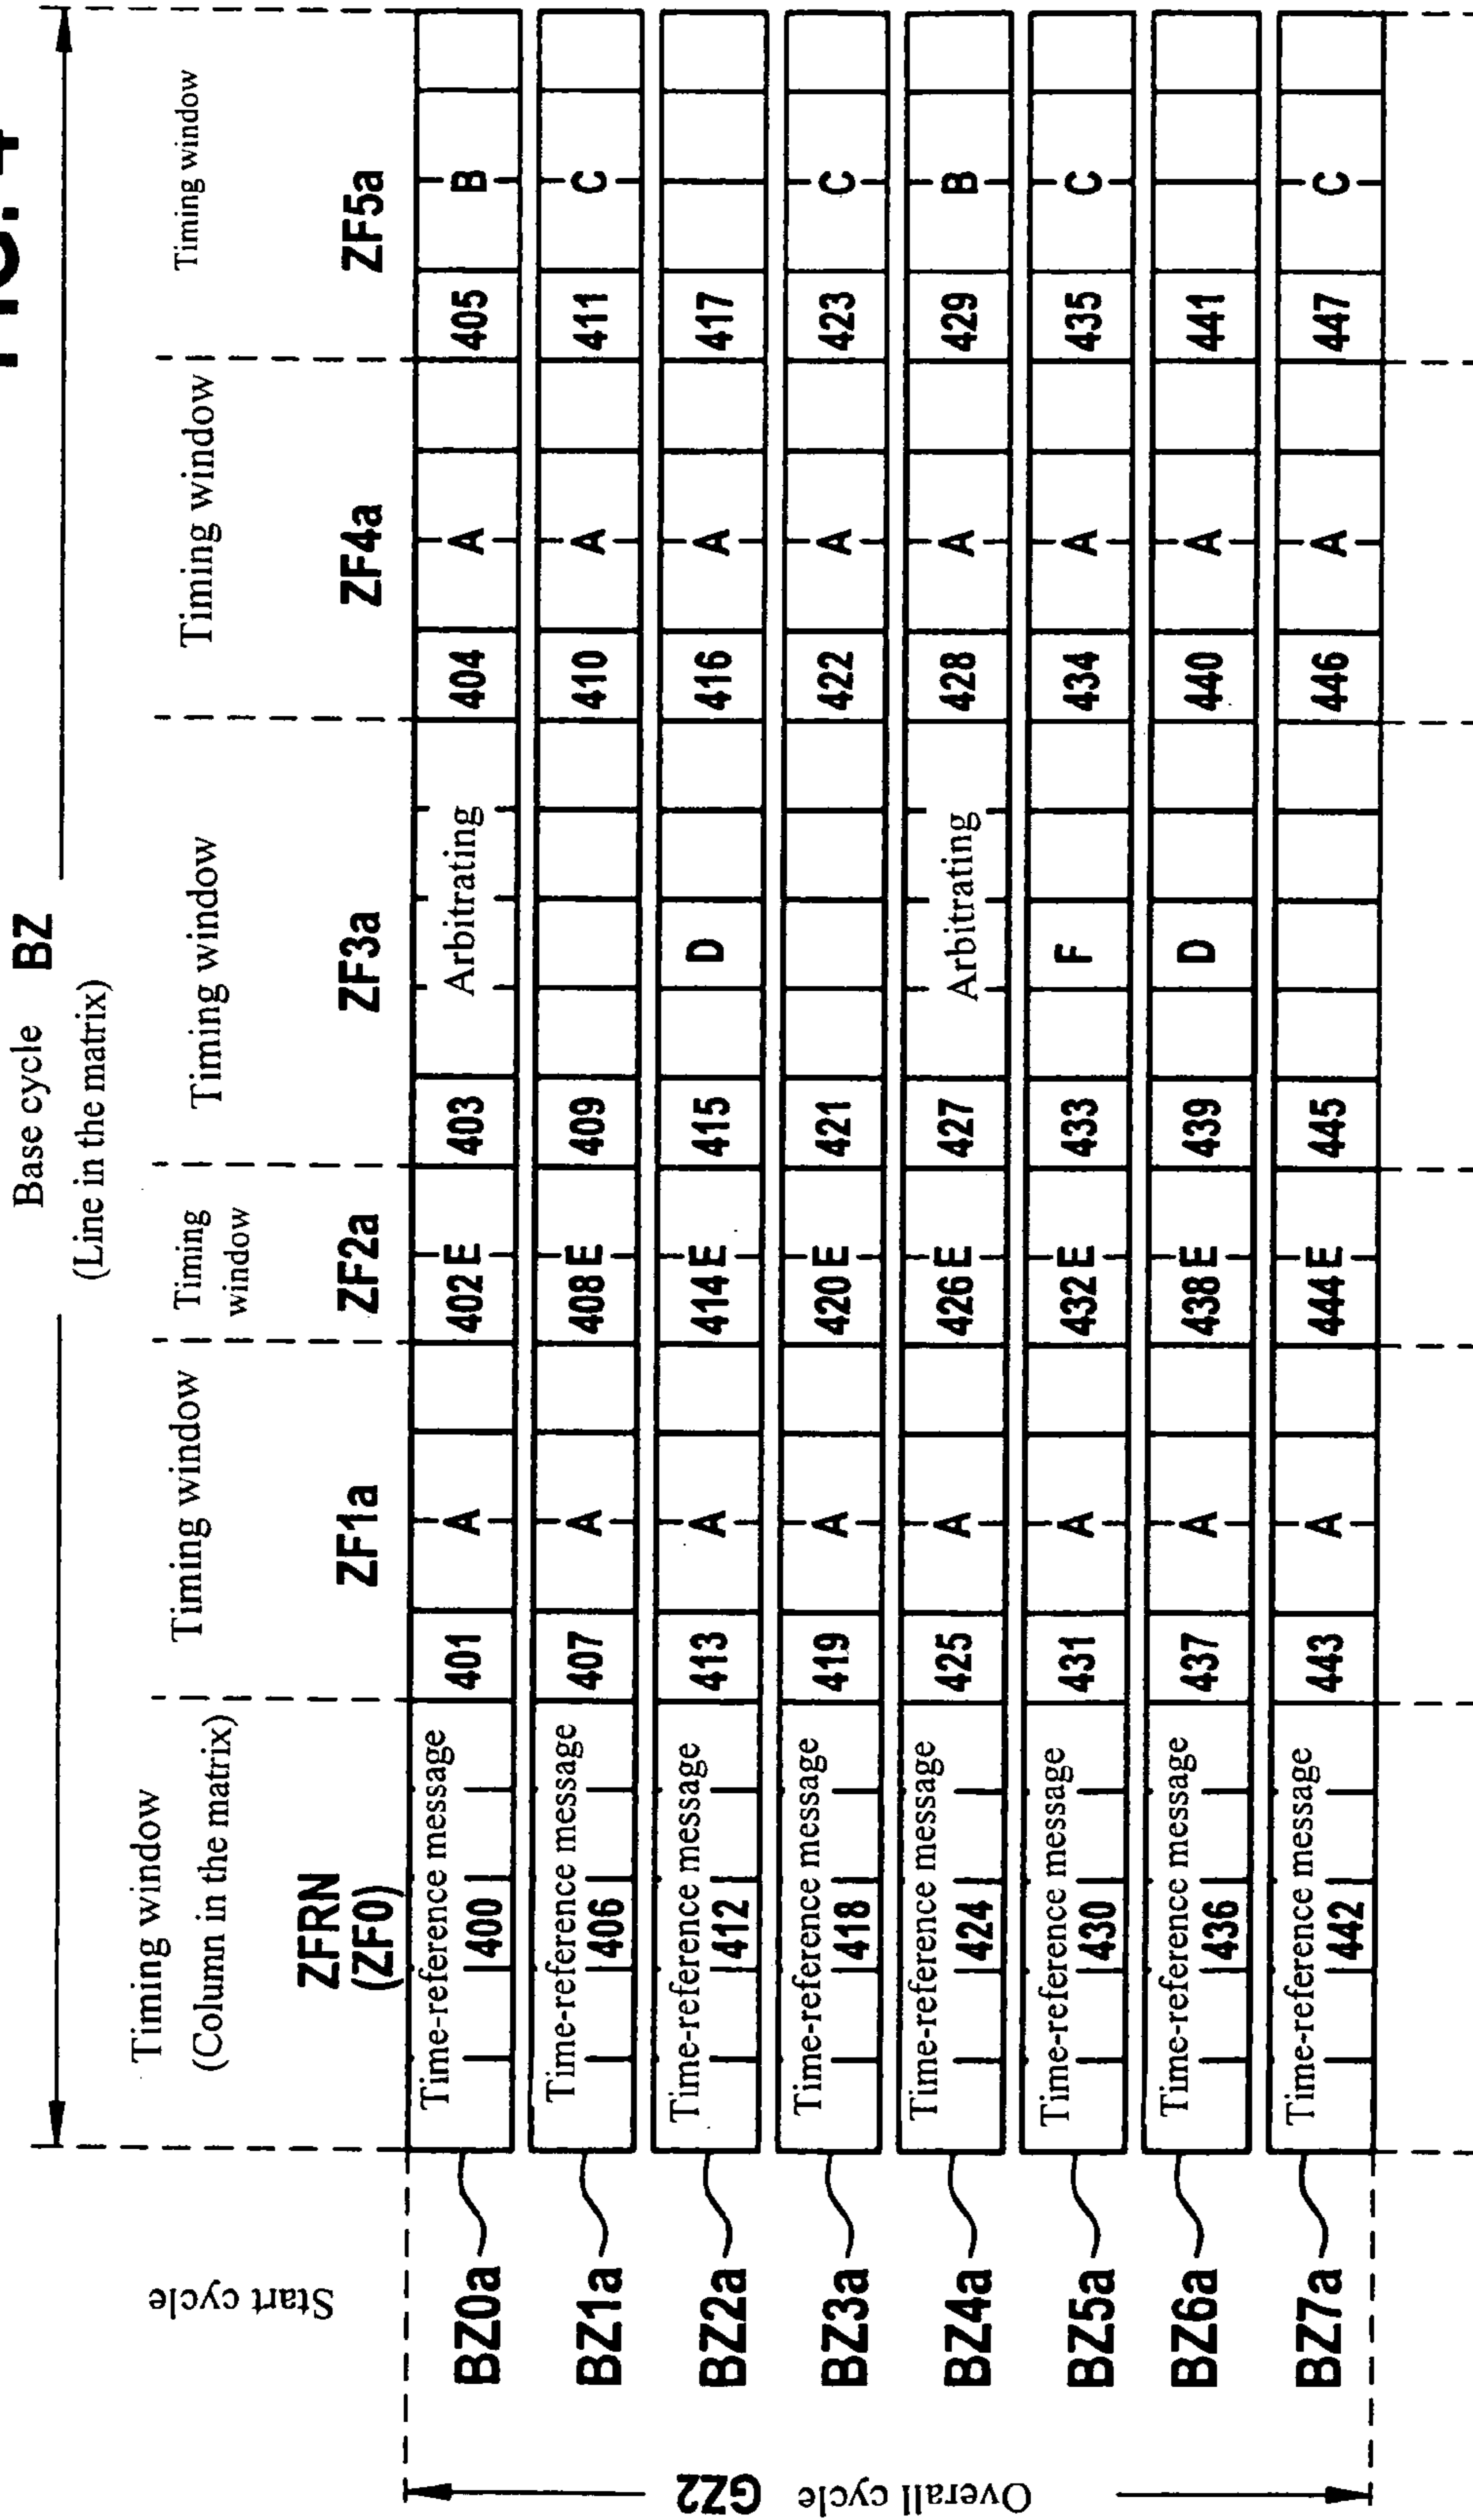 FIG. 4
Base cycle BZ
(Line in the matrix)
Timing window
(Column in the matrix)
Timing window
Timing
window
Timing window
Timing window
Timing window
Start cycle
ZFRN
(ZF0)
ZF1a
ZF2a
ZF3a
ZF4a
ZF5a
Overall cycle GZ2
BZ0a Time-reference message 400 401 A 402 E 403 Arbitrating 404 A 405 B
BZ1a Time-reference message 406 407 A 408 E 409 410 A 411 C
BZ2a Time-reference message 412 413 A 414 E 415 D 416 A 417
BZ3a Time-reference message 418 419 A 420 E 421 422 A 423 C
BZ4a Time-reference message 424 425 A 426 E 427 Arbitrating 428 A 429 B
BZ5a Time-reference message 430 431 A 432 E 433 F 434 A 435 C
BZ6a Time-reference message 436 437 A 438 E 439 D 440 A 441
BZ7a Time-reference message 442 443 A 444 E 445 446 A 447 C